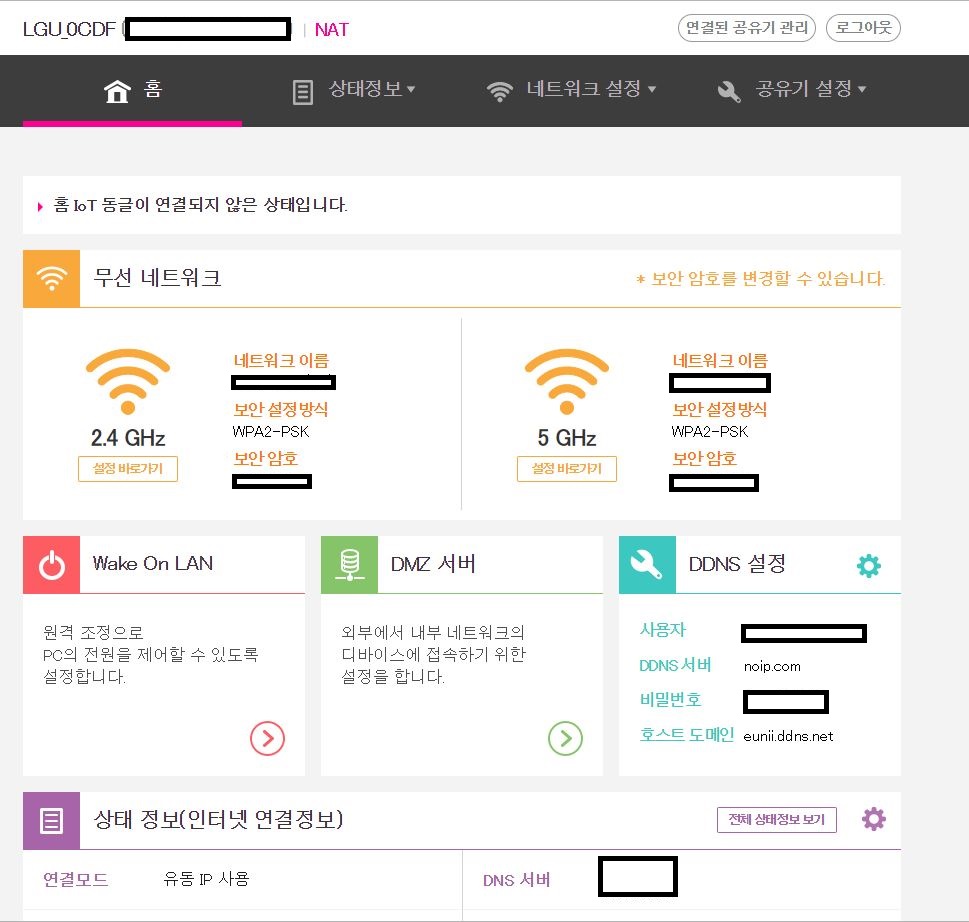 LGU_0CDF ( | NAT 연결된 공유기 관리 로그아웃
홈 상태정보 ▾ 네트워크 설정 ▾ 공유기 설정 ▾
홈 IoT 동글이 연결되지 않은 상태입니다.
무선 네트워크
* 보안 암호를 변경할 수 있습니다.
2.4 GHz
설정 바로가기
네트워크 이름
보안 설정방식
WPA2-PSK
보안 암호
5 GHz
설정 바로가기
네트워크 이름
보안 설정방식
WPA2-PSK
보안 암호
Wake On LAN
원격 조정으로
PC의 전원을 제어할 수 있도록
설정합니다.
DMZ 서버
외부에서 내부 네트워크의
디바이스에 접속하기 위한
설정을 합니다.
DDNS 설정
사용자
DDNS 서버 noip.com
비밀번호
호스트 도메인 eunii.ddns.net
상태 정보(인터넷 연결정보)
전체 상태정보 보기
연결모드 유동 IP 사용
DNS 서버